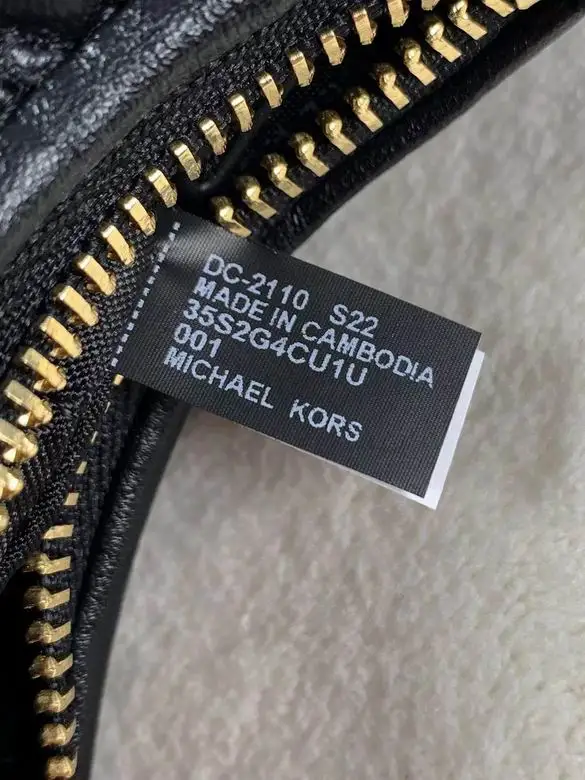 DC-2110 S22
MADE IN CAMBODIA
35S2G4CU1U
001
MICHAEL KORS